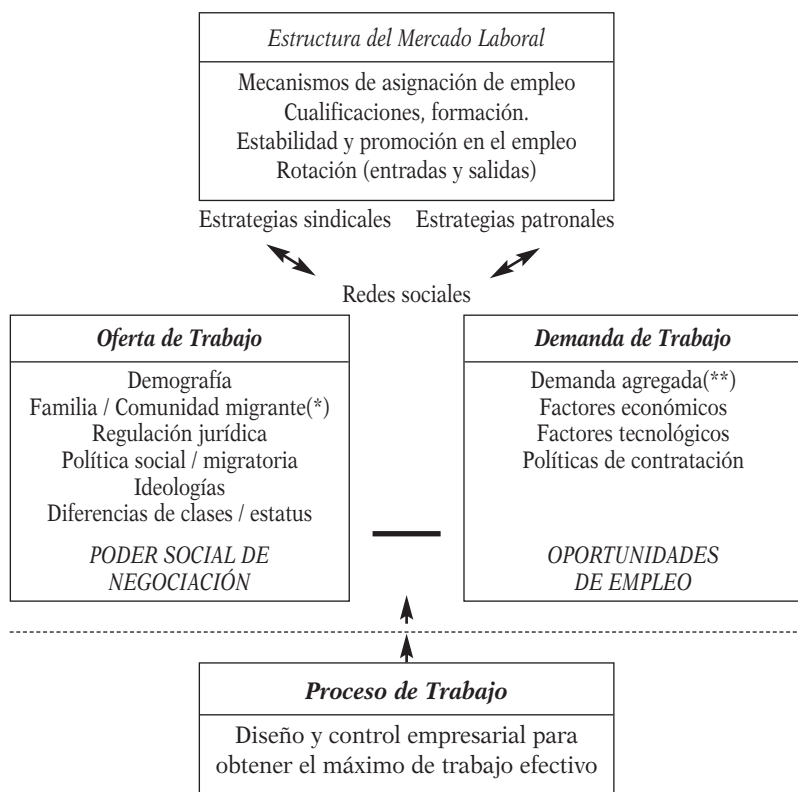 Estructura del Mercado Laboral
Mecanismos de asignación de empleo
Cualificaciones, formación.
Estabilidad y promoción en el empleo
Rotación (entradas y salidas)
Estrategias sindicales Estrategias patronales
Redes sociales
Oferta de Trabajo
Demografía
Familia / Comunidad migrante(*)
Regulación jurídica
Política social / migratoria
Ideologías
Diferencias de clases / estatus
PODER SOCIAL DE
NEGOCIACIÓN
Demanda de Trabajo
Demanda agregada(**)
Factores económicos
Factores tecnológicos
Políticas de contratación
OPORTUNIDADES
DE EMPLEO
Proceso de Trabajo
Diseño y control empresarial para
obtener el máximo de trabajo efectivo